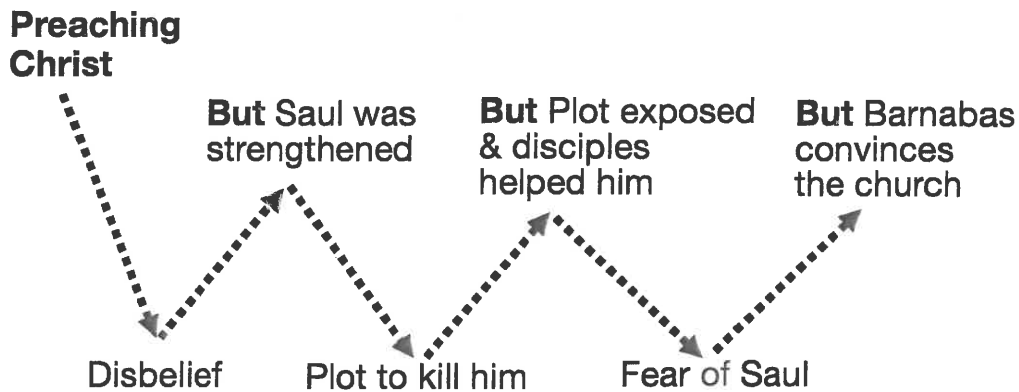 Preaching
Christ
But Saul was
strengthened
But Plot exposed
& disciples
helped him
But Barnabas
convinces
the church
Disbelief
Plot to kill him
Fear of Saul